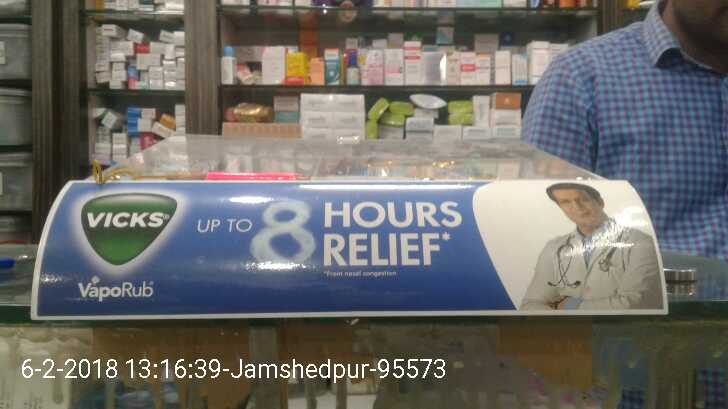 VICKS®
VapoRub®
UP TO 8 HOURS
RELIEF*
*From nasal congestion
6-2-2018 13:16:39-Jamshedpur-95573